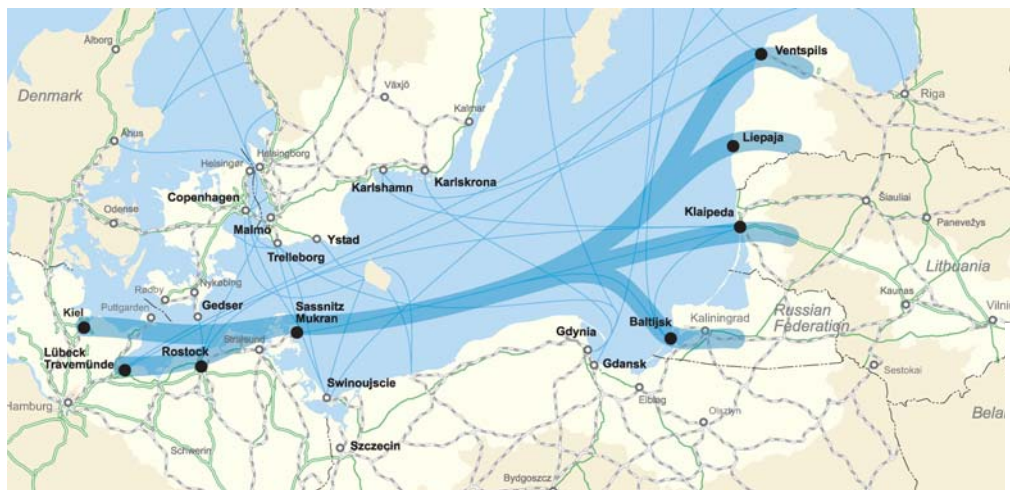 Ålborg
Denmark
Århus
Växjö
Kalmar
Helsingør
Helsingborg
Karlshamn
Karlskrona
Copenhagen
Odense
Malmö
Ystad
Trelleborg
Ventspils
Riga
Liepaja
Klaipeda
Šiauliai
Panevežys
Lithuania
Kaunas
Vilni
Rødby
Nykøbing
Puttgarden
Gedser
Kiel
Sassnitz
Mukran
Lübeck
Travemünde
Rostock
Stralsund
Gdynia
Gdansk
Baltijsk
Kaliningrad
Russian
Federation
Sestokai
Swinoujscie
Elblag
Olsztyn
Belar
Hamburg
Schwerin
Szczecin
Bydgoszcz